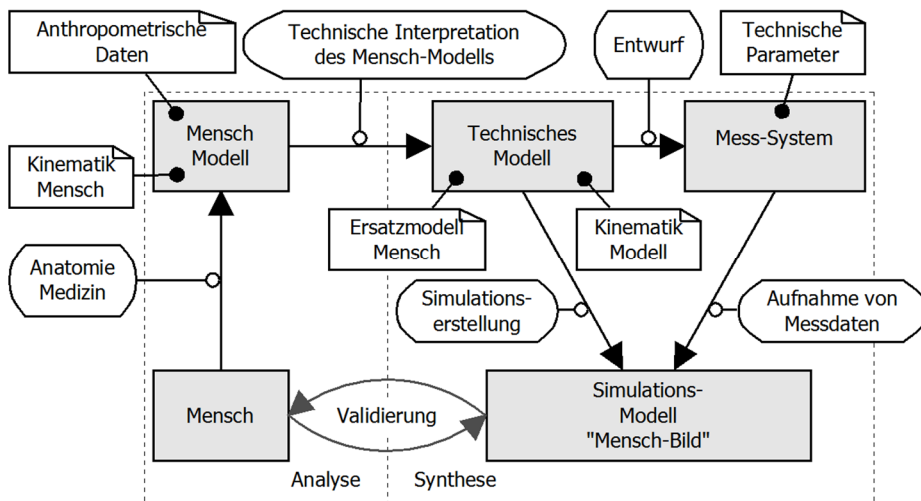 Anthropometrische
Daten
Technische Interpretation
des Mensch-Modells
Entwurf
Technische
Parameter
Mensch
Modell
Technisches
Modell
Mess-System
Kinematik
Mensch
Ersatzmodell
Mensch
Kinematik
Modell
Anatomie
Medizin
Simulations-
erstellung
Aufnahme von
Messdaten
Mensch
Validierung
Simulations-
Modell
"Mensch-Bild"
Analyse
Synthese